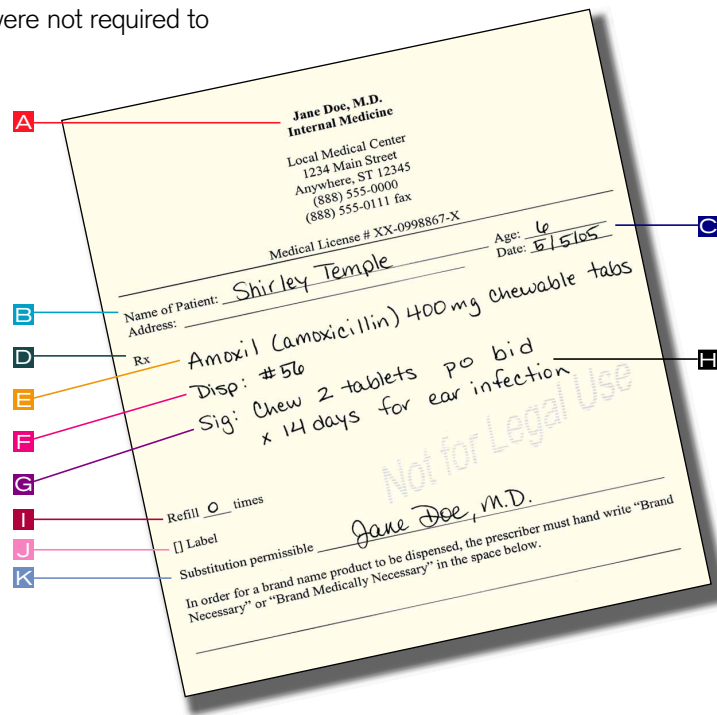 were not required to
A
Jane Doe, M.D.
Internal Medicine
Local Medical Center
1234 Main Street
Anywhere, ST 12345
(888) 555-0000
(888) 555-0111 fax
Medical License # XX-0998867-X
Age: 6
C
Date: 5/5/05
B
Name of Patient: Shirley Temple
Address:
D
Rx
E
Amoxil (amoxicillin) 400 mg chewable tabs
F
Disp: #56
G
Sig: Chew 2 tablets po bid
H
x 14 days for ear infection
Not for Legal Use
I
Refill 0 times
J
[] Label
K
Substitution permissible Jane Doe, M.D.
In order for a brand name product to be dispensed, the prescriber must hand write “Brand
Necessary” or “Brand Medically Necessary” in the space below.